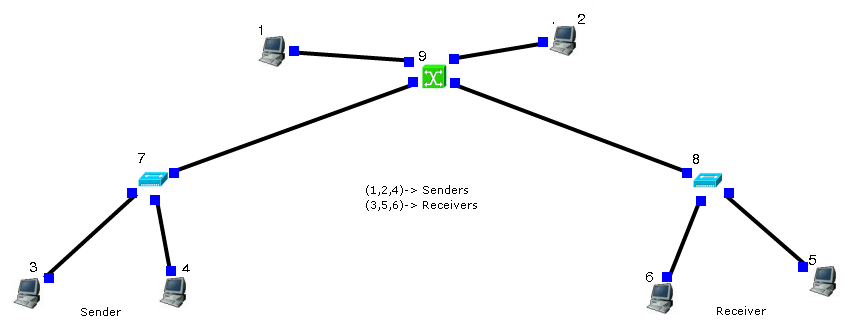 1
2
9
7
8
(1,2,4)-> Senders
(3,5,6)-> Receivers
3
4
6
5
Sender
Receiver